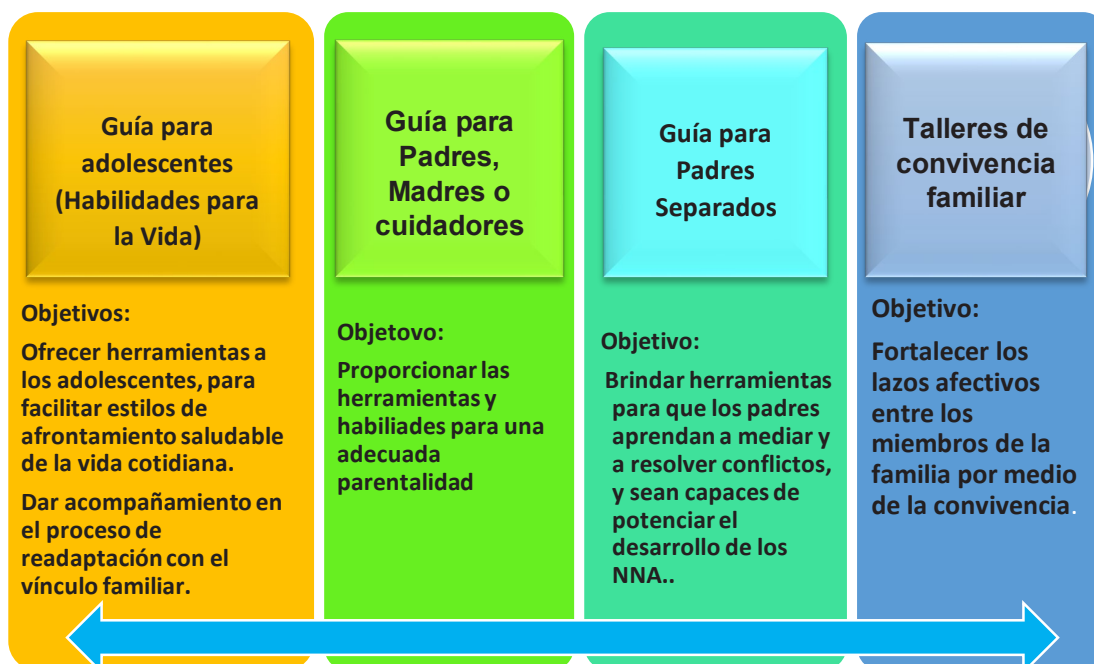 Guía para
adolescentes
(Habilidades para
la Vida)
Objetivos:
Ofrecer herramientas a
los adolescentes, para
facilitar estilos de
afrontamiento saludable
de la vida cotidiana.
Dar acompañamiento en
el proceso de
readaptación con el
vínculo familiar.
Guía para
Padres,
Madres o
cuidadores
Objetovo:
Proporcionar las
herramientas y
habiliades para una
adecuada
parentalidad
Guía para
Padres
Separados
Objetivo:
Brindar herramientas
para que los padres
aprendan a mediar y
a resolver conflictos,
y sean capaces de
potenciar el
desarrollo de los
NNA..
Talleres de
convivencia
familiar
Objetivo:
Fortalecer los
lazos afectivos
entre los
miembros de la
familia por medio
de la convivencia.